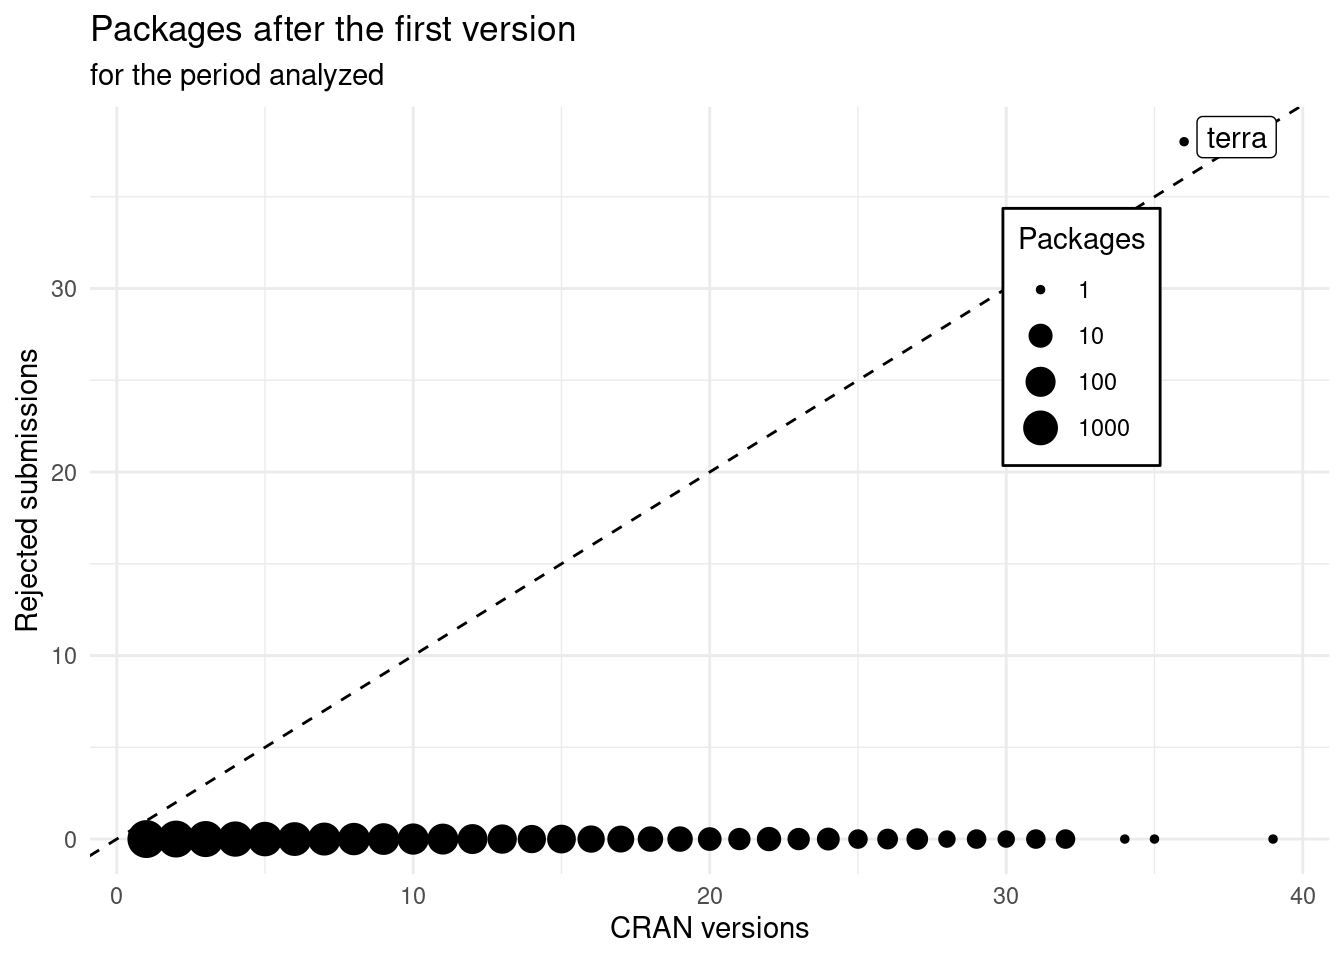 Packages after the first version
for the period analyzed
terra
Packages
1
10
100
1000
Rejected submissions
30
20
10
0
0 10 20 30 40
CRAN versions